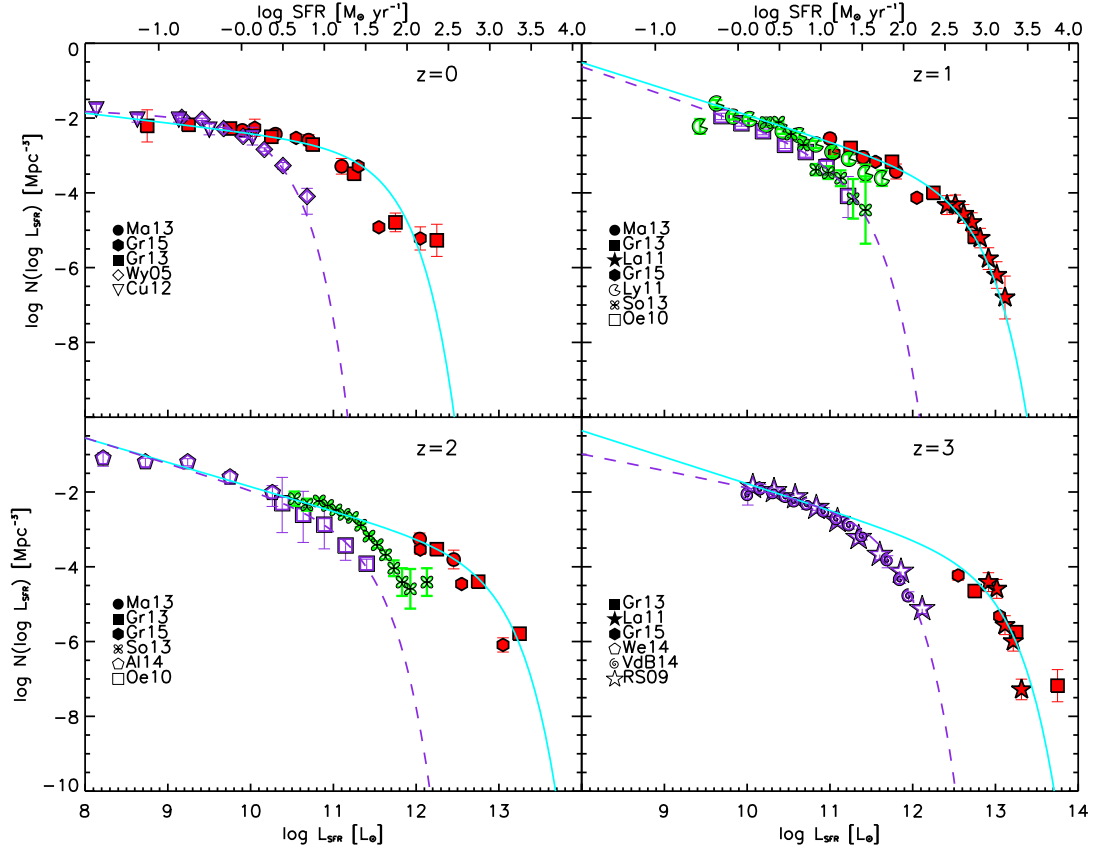 log SFR [M⊙ yr⁻¹]
log SFR [M⊙ yr⁻¹]
-1.0 -0.0 0.5 1.0 1.5 2.0 2.5 3.0 3.5 4.0
-1.0 -0.0 0.5 1.0 1.5 2.0 2.5 3.0 3.5 4.0
0
-2
-4
-6
-8
log N(log L_SFR) [Mpc⁻³]
z=0
Ma13
Gr15
Gr13
Wy05
Cu12
z=1
Ma13
Gr13
La11
Gr15
Ly11
So13
Oe10
-2
-4
-6
-8
-10
log N(log L_SFR) [Mpc⁻³]
z=2
Ma13
Gr13
Gr15
So13
Al14
Oe10
z=3
Gr13
La11
Gr15
We14
VdB14
RS09
8 9 10 11 12 13
9 10 11 12 13 14
log L_SFR [L⊙]
log L_SFR [L⊙]